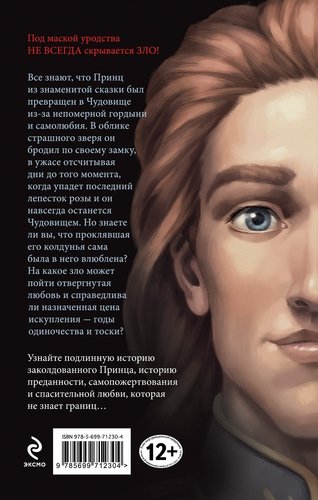 Под маской уродства
НЕ ВСЕГДА скрывается ЗЛО!
Все знают, что Принц
из знаменитой сказки был
превращен в Чудовище
из-за непомерной гордыни
и самолюбия. В облике
страшного зверя он
бродил по своему замку,
в ужасе отсчитывая
дни до того момента,
когда упадет последний
лепесток розы и он
навсегда останется
Чудовищем. Но знаете
ли вы, что проклявшая
его колдунья сама
была в него влюблена?
На какое зло может
пойти отвергнутая
любовь и справедлива
ли назначенная цена
искупления — годы
одиночества и тоски?
Узнайте подлинную историю
заколдованного Принца, историю
преданности, самопожертвования
и спасительной любви, которая
не знает границ…
ЭКСМО
ISBN 978-5-699-71230-4
9 785699 712304 >
12+